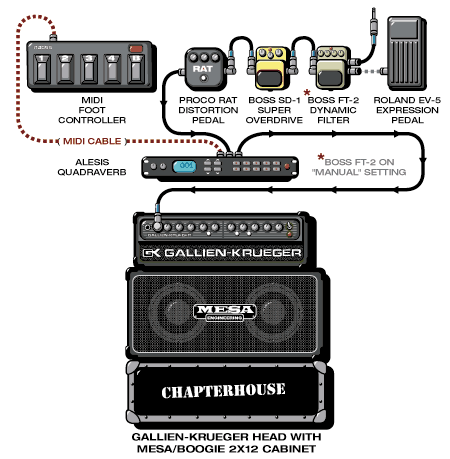 RAT
MIDI
FOOT
CONTROLLER
PROCO RAT
DISTORTION
PEDAL
BOSS SD-1
SUPER
OVERDRIVE
*BOSS FT-2
DYNAMIC
FILTER
ROLAND EV-5
EXPRESSION
PEDAL
MIDI CABLE
ALESIS
QUADRAVERB
001
*BOSS FT-2 ON
"MANUAL" SETTING
GALLIEN-KRUEGER
GK GALLIEN-KRUEGER
MESA
ENGINEERING
CHAPTERHOUSE
GALLIEN-KRUEGER HEAD WITH
MESA/BOOGIE 2X12 CABINET